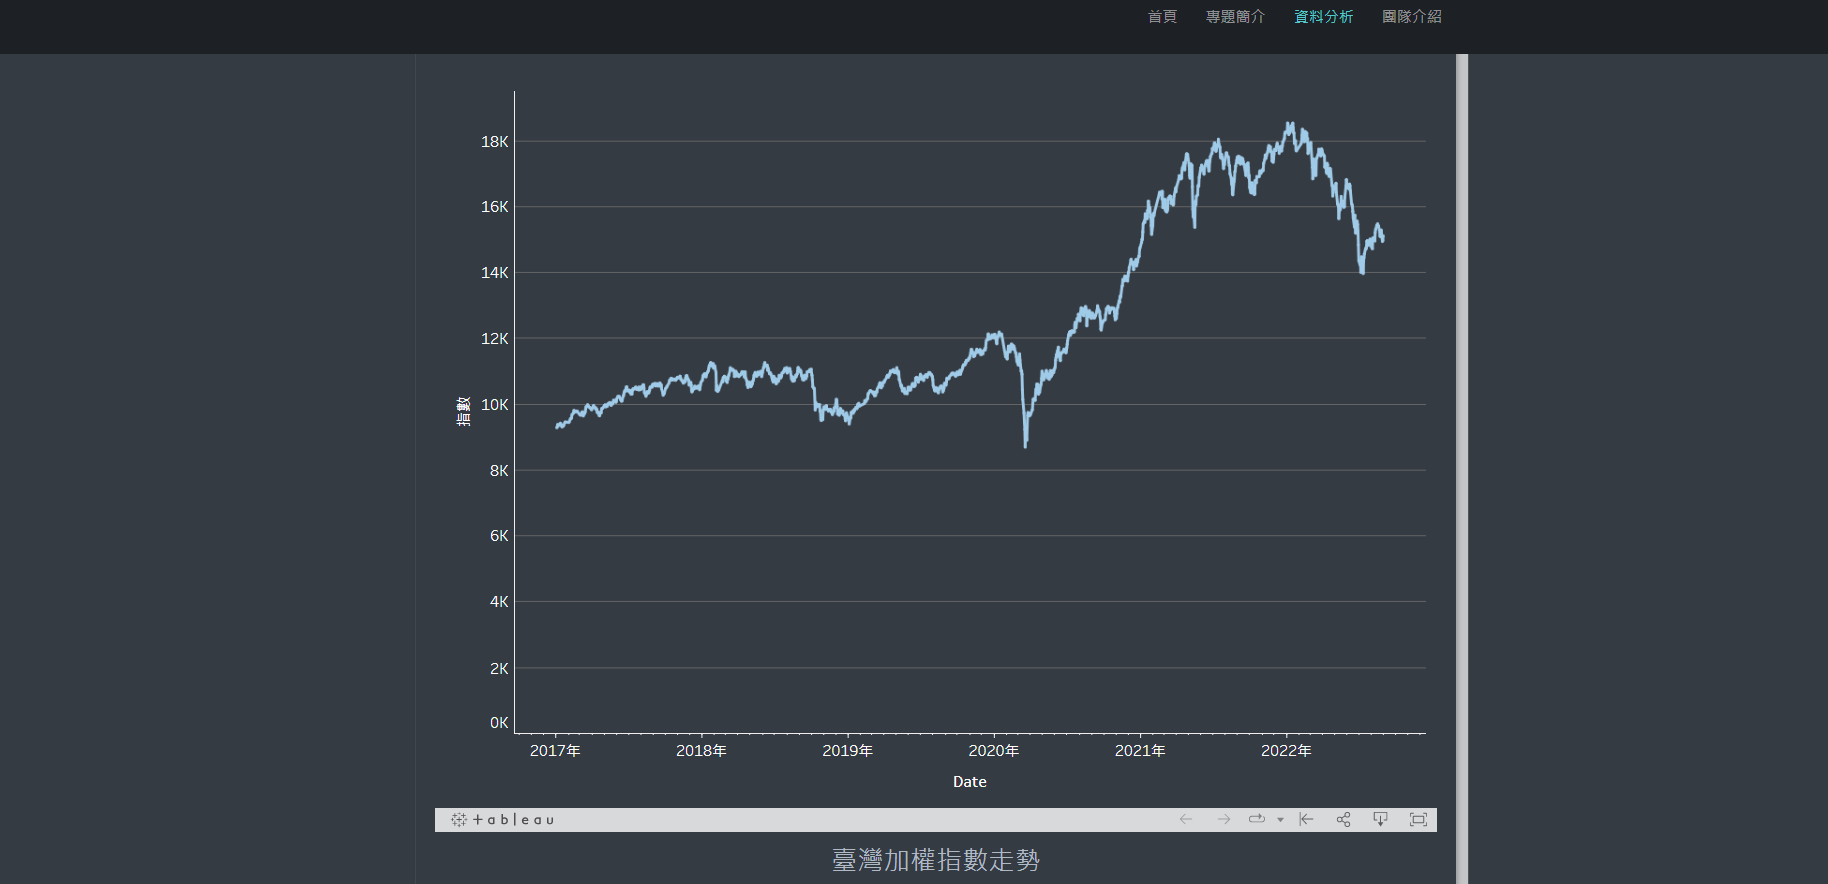 首頁 專題簡介 資料分析 團隊介紹
18K
16K
14K
12K
10K
8K
6K
4K
2K
0K
指數
2017年 2018年 2019年 2020年 2021年 2022年
Date
+ a b l e a u
臺灣加權指數走勢